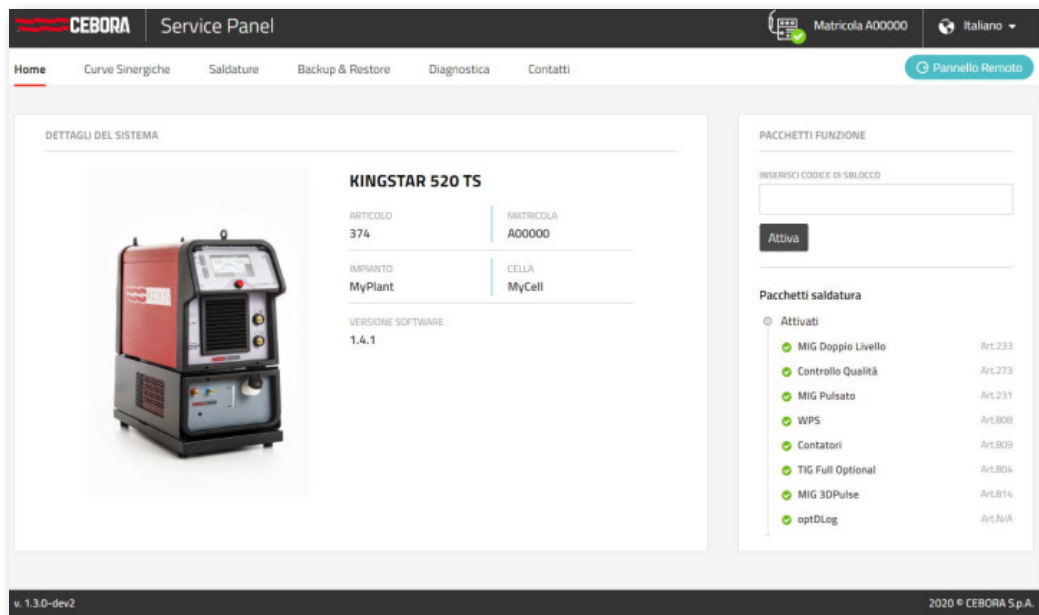 CEBORA Service Panel Matricola A00000 Italiano
Home Curve Sinergiche Saldature Backup & Restore Diagnostica Contatti Pannello Remoto
DETTAGLI DEL SISTEMA
KINGSTAR 520 TS
ARTICOLO MATRICOLA
374 A00000
IMPIANTO CELLA
MyPlant MyCell
VERSIONE SOFTWARE
1.4.1
CEBORA
PACCHETTI FUNZIONE
INSERISCI CODICE DI SBLOCCO
Attiva
Pacchetti saldatura
Attivati
MIG Doppio Livello Art.233
Controllo Qualità Art.273
MIG Pulsato Art.231
WPS Art.808
Contatori Art.809
TIG Full Optional Art.804
MIG 3DPulse Art.814
optDLog Art.N/A
v. 1.3.0-dev2 2020 © CEBORA S.p.A.